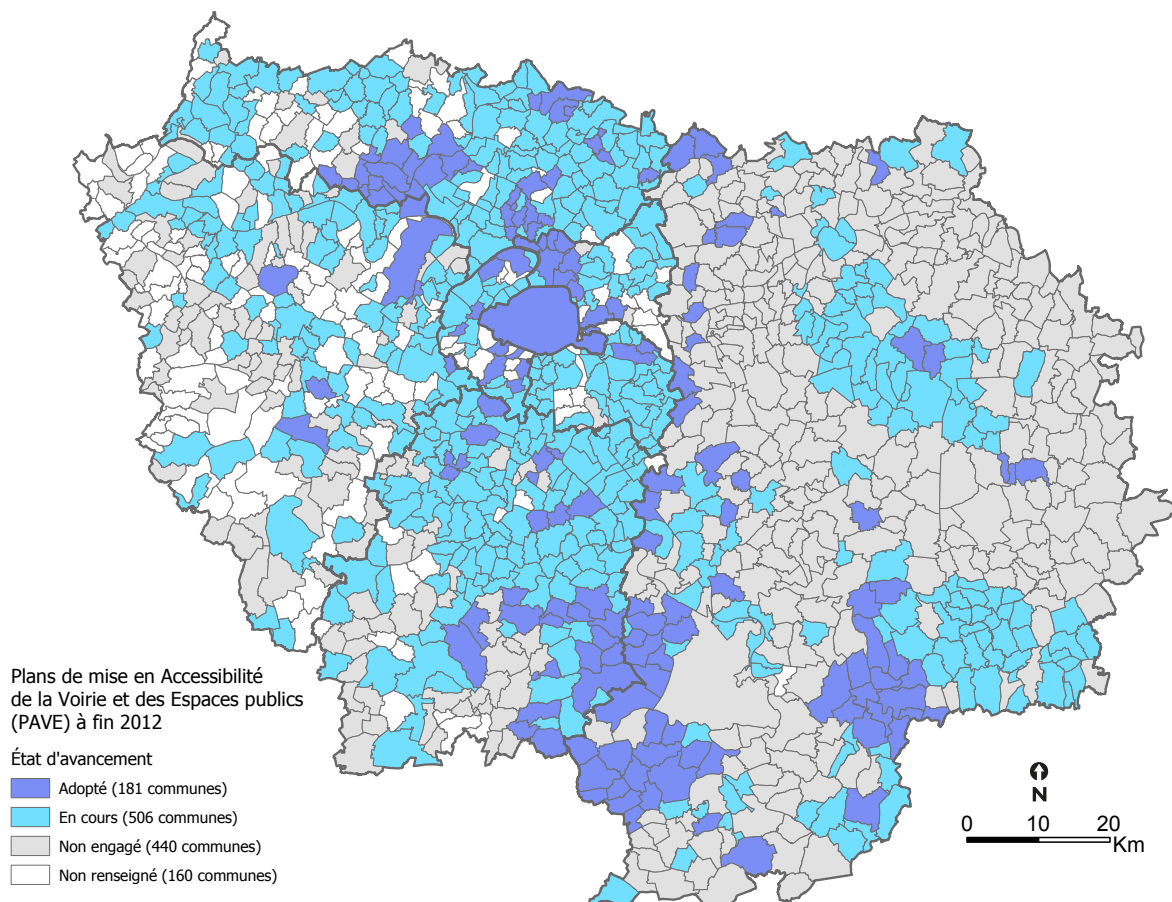 Plans de mise en Accessibilité
de la Voirie et des Espaces publics
(PAVE) à fin 2012
État d'avancement
Adopté (181 communes)
En cours (506 communes)
Non engagé (440 communes)
Non renseigné (160 communes)
N
0 10 20
Km